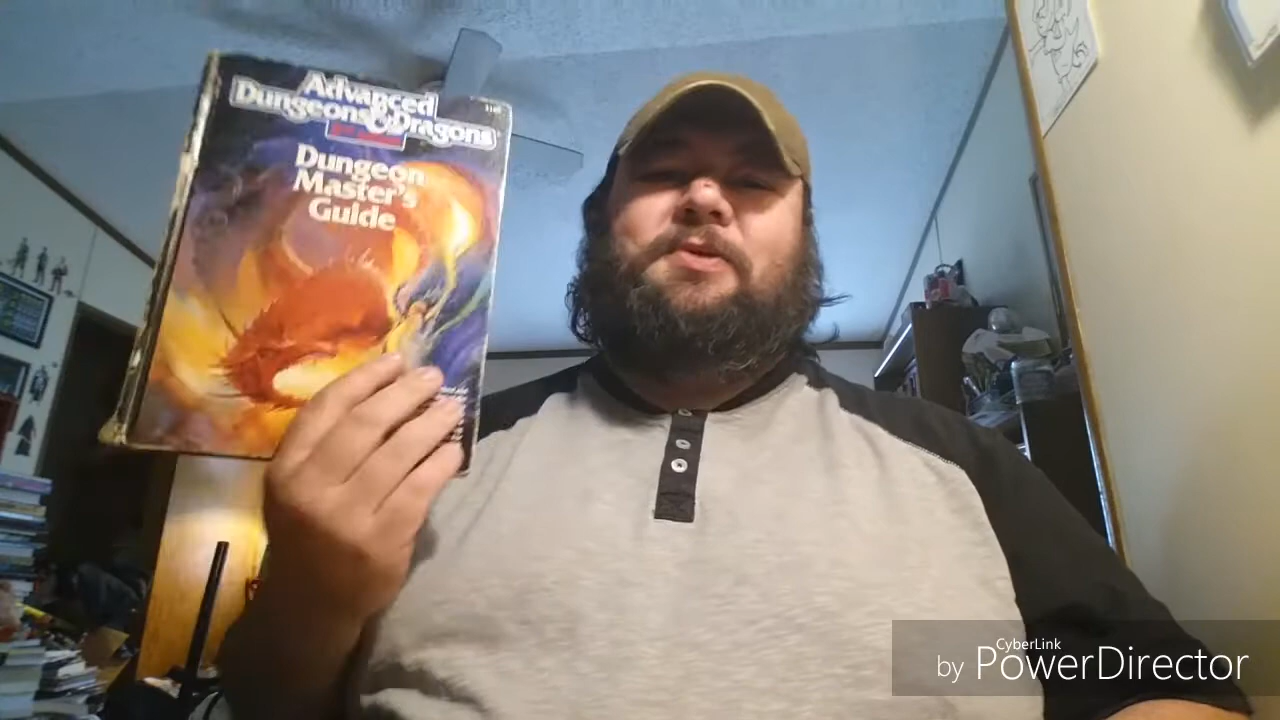 Advanced
Dungeons & Dragons
Dungeon
Master's
Guide
CyberLink
by PowerDirector